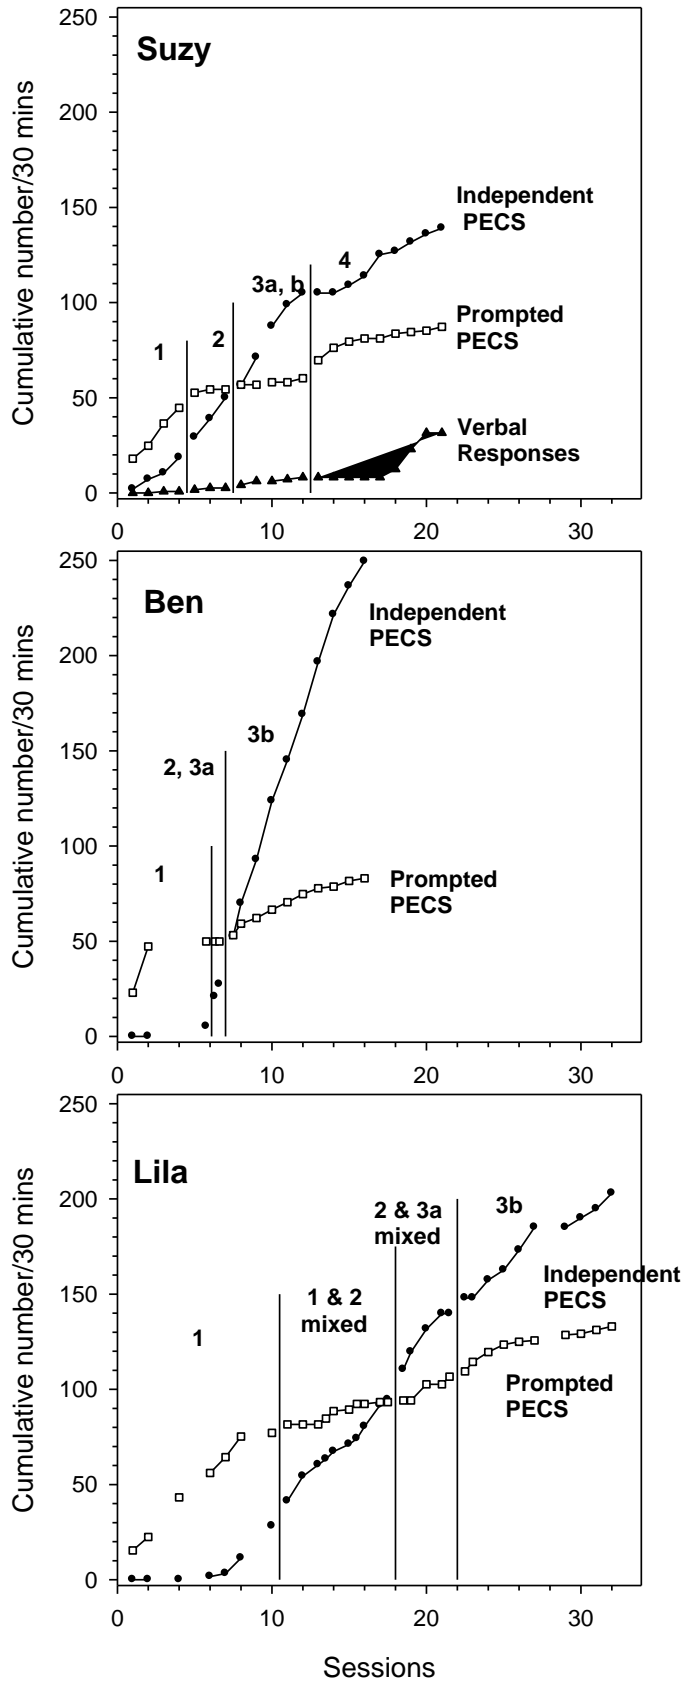 250
200
150
100
50
0
Cumulative number/30 mins
Suzy
1
2
3a, b
4
Independent
PECS
Prompted
PECS
Verbal
Responses
0
10
20
30
250
200
150
100
50
0
Cumulative number/30 mins
Ben
1
2, 3a
3b
Independent
PECS
Prompted
PECS
0
10
20
30
250
200
150
100
50
0
Cumulative number/30 mins
Lila
1
1 & 2
mixed
2 & 3a
mixed
3b
Independent
PECS
Prompted
PECS
0
10
20
30
Sessions